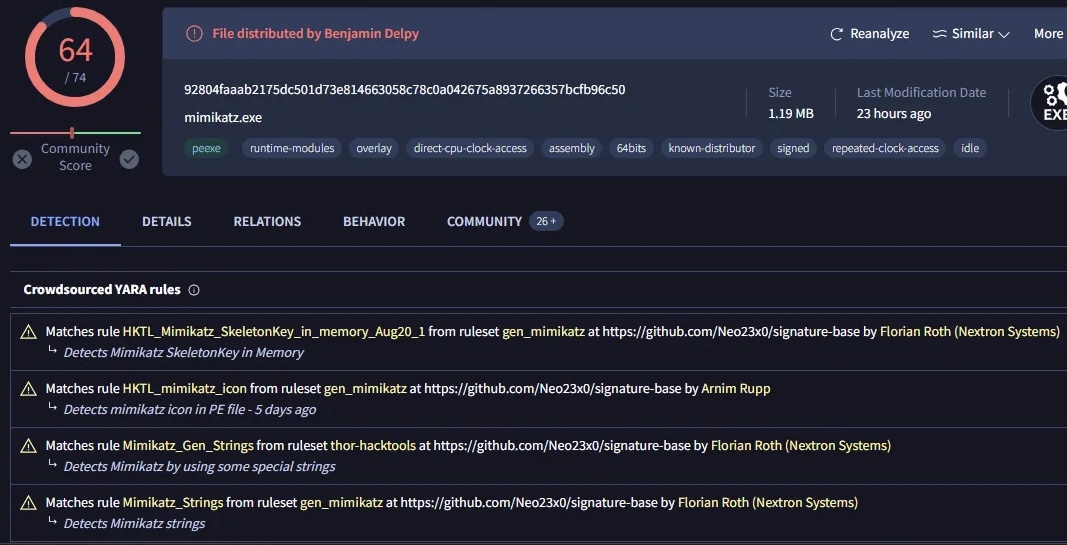 64
/ 74
Community
Score
File distributed by Benjamin Delpy
Reanalyze
Similar
More
92804faaab2175dc501d73e814663058c78c0a042675a8937266357bcfb96c50
mimikatz.exe
Size
1.19 MB
Last Modification Date
23 hours ago
EXE
peexe runtime-modules overlay direct-cpu-clock-access assembly 64bits known-distributor signed repeated-clock-access idle
DETECTION DETAILS RELATIONS BEHAVIOR COMMUNITY 26+
Crowdsourced YARA rules
Matches rule HKTL_Mimikatz_SkeletonKey_in_memory_Aug20_1 from ruleset gen_mimikatz at https://github.com/Neo23x0/signature-base by Florian Roth (Nextron Systems)
Detects Mimikatz SkeletonKey in Memory
Matches rule HKTL_mimikatz_icon from ruleset gen_mimikatz at https://github.com/Neo23x0/signature-base by Arnim Rupp
Detects mimikatz icon in PE file - 5 days ago
Matches rule Mimikatz_Gen_Strings from ruleset thor-hacktools at https://github.com/Neo23x0/signature-base by Florian Roth (Nextron Systems)
Detects Mimikatz by using some special strings
Matches rule Mimikatz_Strings from ruleset gen_mimikatz at https://github.com/Neo23x0/signature-base by Florian Roth (Nextron Systems)
Detects Mimikatz strings